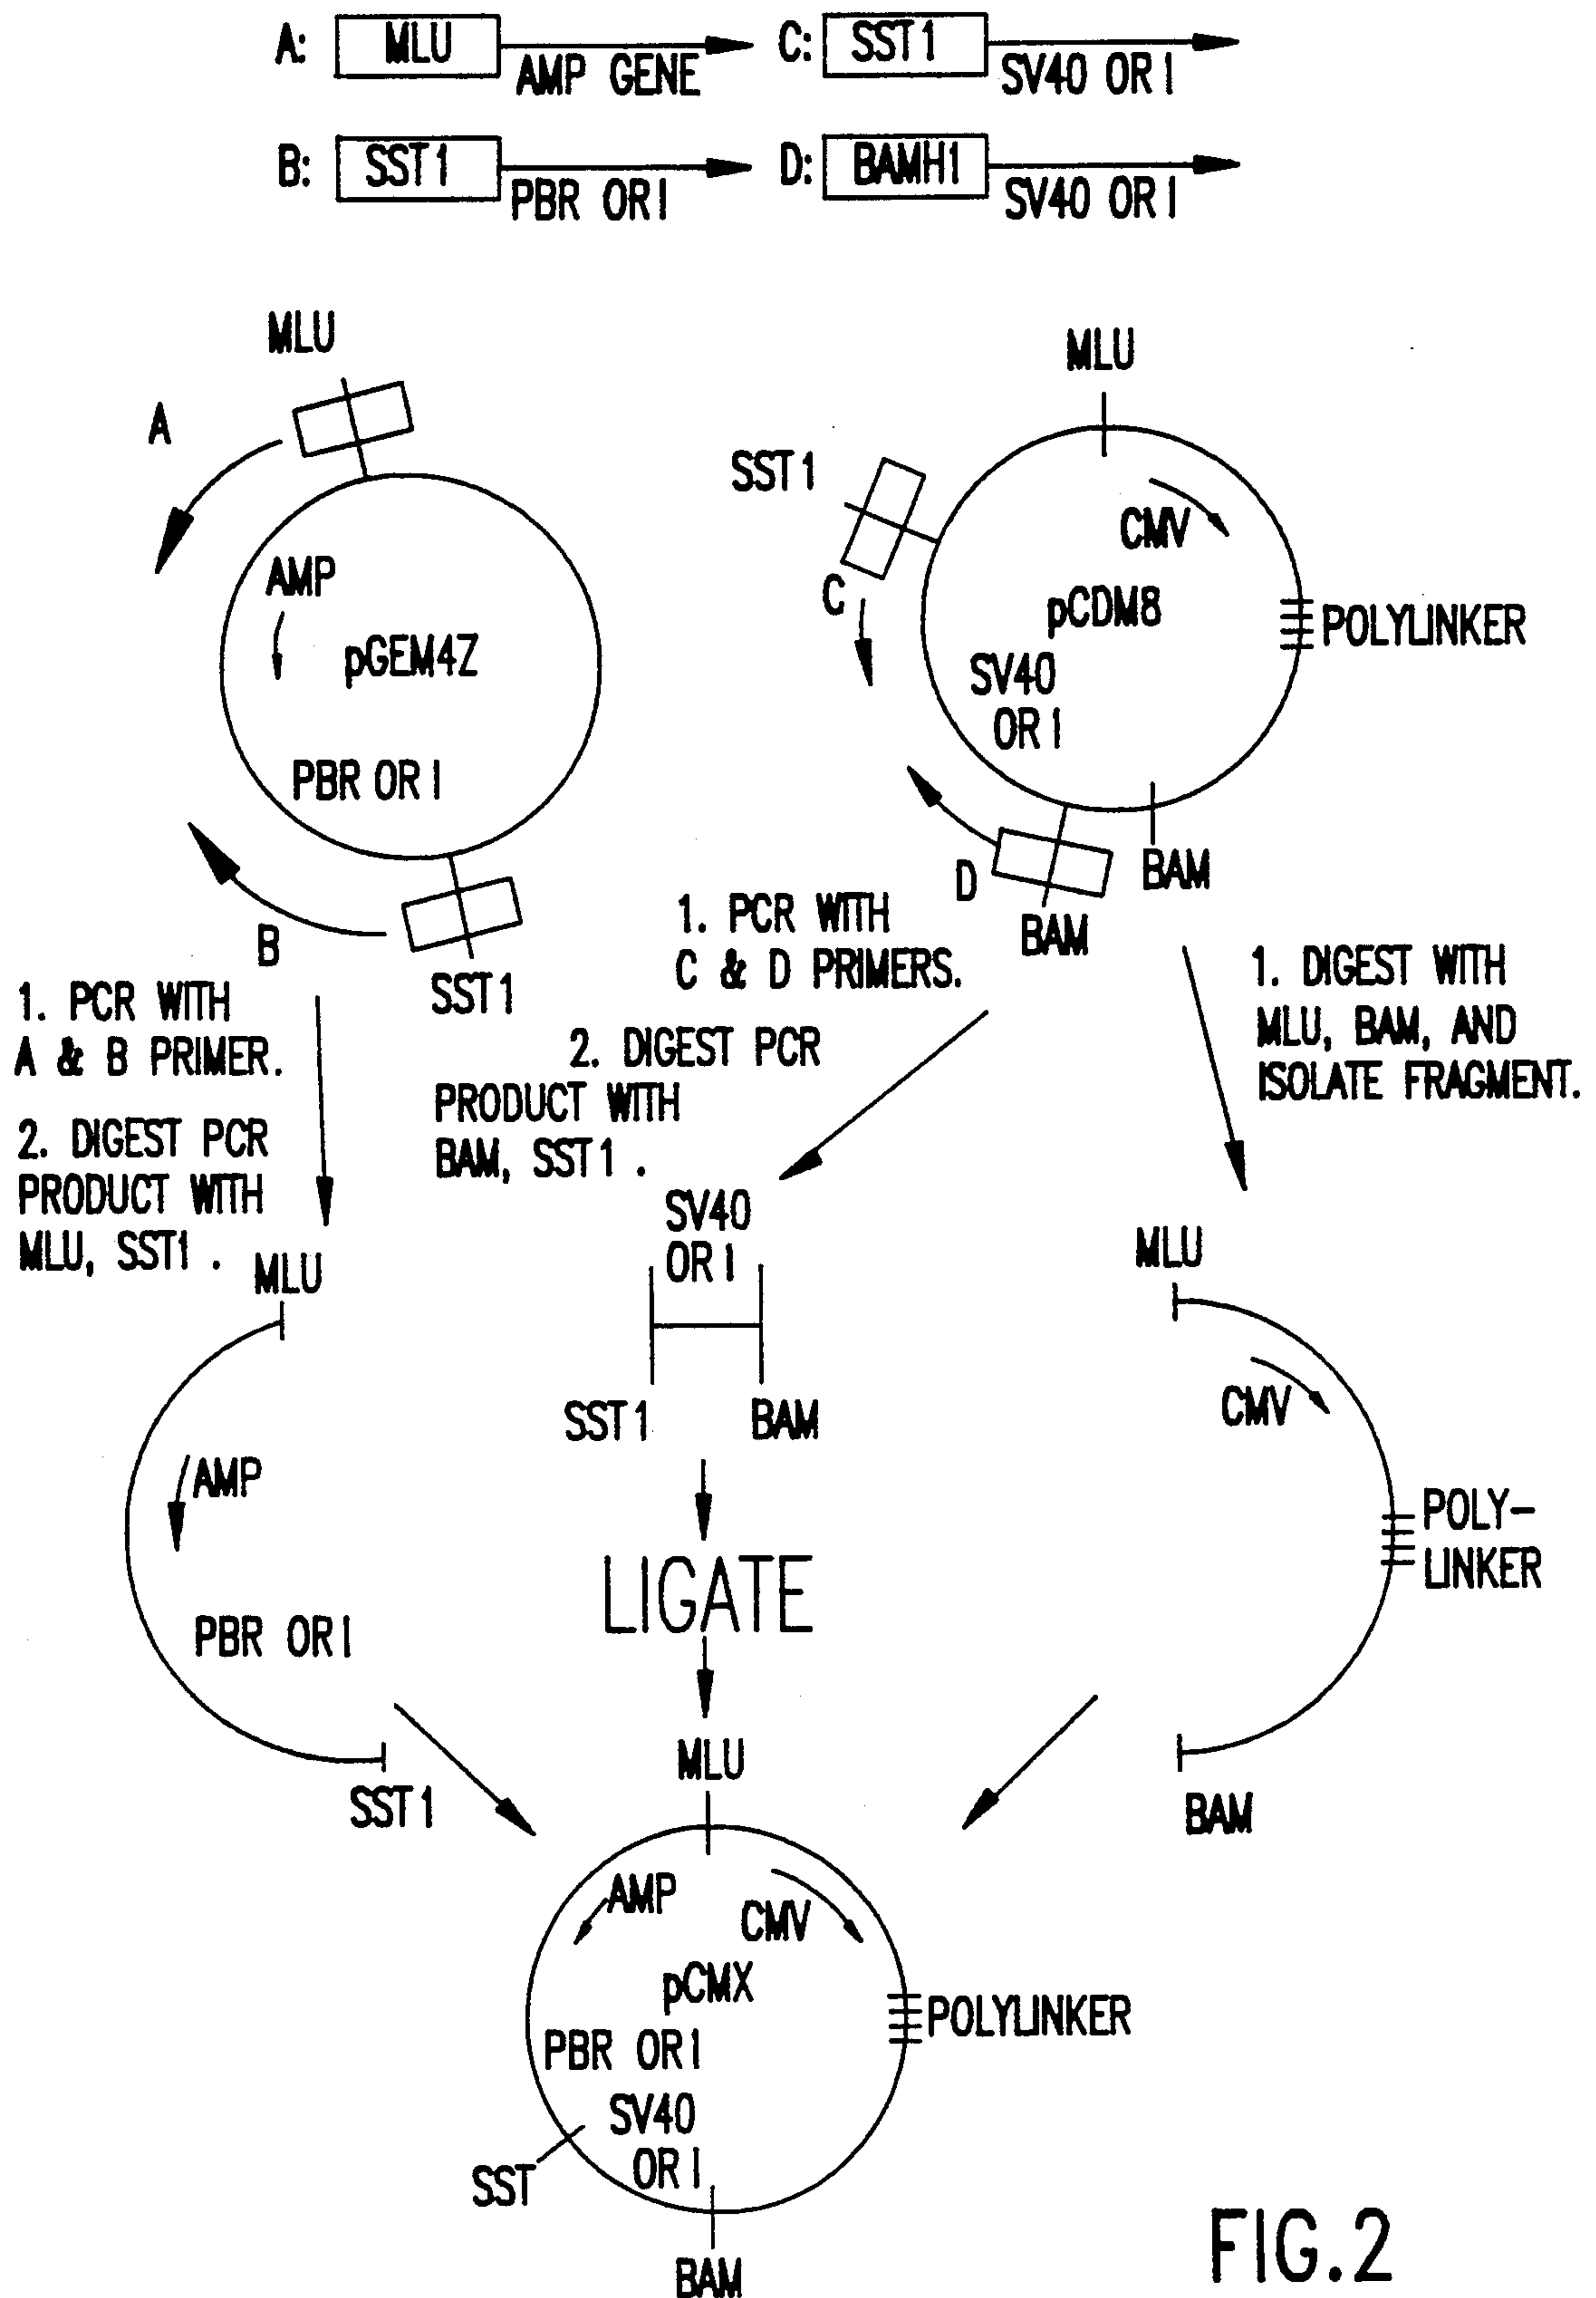 A: MLU AMP GENE
C: SST1 SV40 ORI
B: SST1 PBR ORI
D: BAMH1 SV40 ORI
MLU
A
AMP
pGEM4Z
PBR ORI
B
SST1
MLU
SST1
C
CMV
pCDM8
POLYLINKER
SV40
ORI
D
BAM
BAM
1. PCR WITH
A & B PRIMER.
2. DIGEST PCR
PRODUCT WITH
MLU, SST1 .
1. PCR WITH
C & D PRIMERS.
2. DIGEST PCR
PRODUCT WITH
BAM, SST1 .
1. DIGEST WITH
MLU, BAM, AND
ISOLATE FRAGMENT.
MLU
AMP
PBR ORI
SST1
SV40
ORI
SST1
BAM
LIGATE
MLU
CMV
POLY-
LINKER
BAM
MLU
AMP
CMV
pCMX
POLYLINKER
PBR ORI
SV40
ORI
SST
BAM
FIG.2